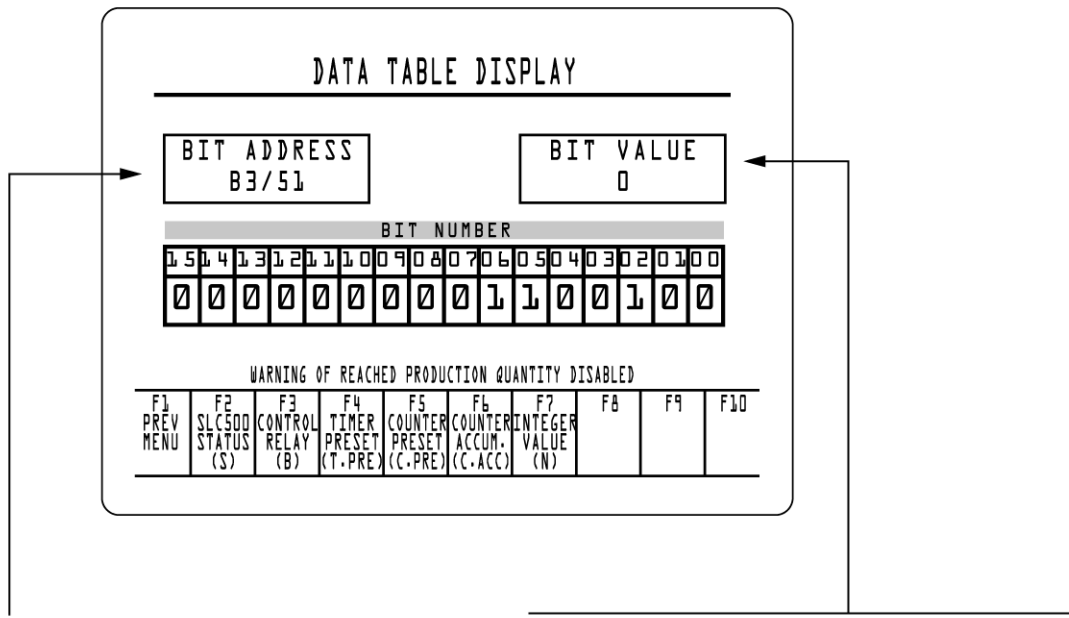 DATA TABLE DISPLAY
BIT ADDRESS BIT VALUE
B3/51 0
BIT NUMBER
15 14 13 12 11 10 09 08 07 06 05 04 03 02 01 00
0 0 0 0 0 0 0 0 0 1 1 0 0 1 0 0
WARNING OF REACHED PRODUCTION QUANTITY DISABLED
F1 F2 F3 F4 F5 F6 F7 F8 F9 F10
PREV SLC500 CONTROL TIMER COUNTER COUNTER INTEGER
MENU STATUS RELAY PRESET PRESET ACCUM. VALUE
(S) (B) (T.PRE) (C.PRE) (C.ACC) (N)